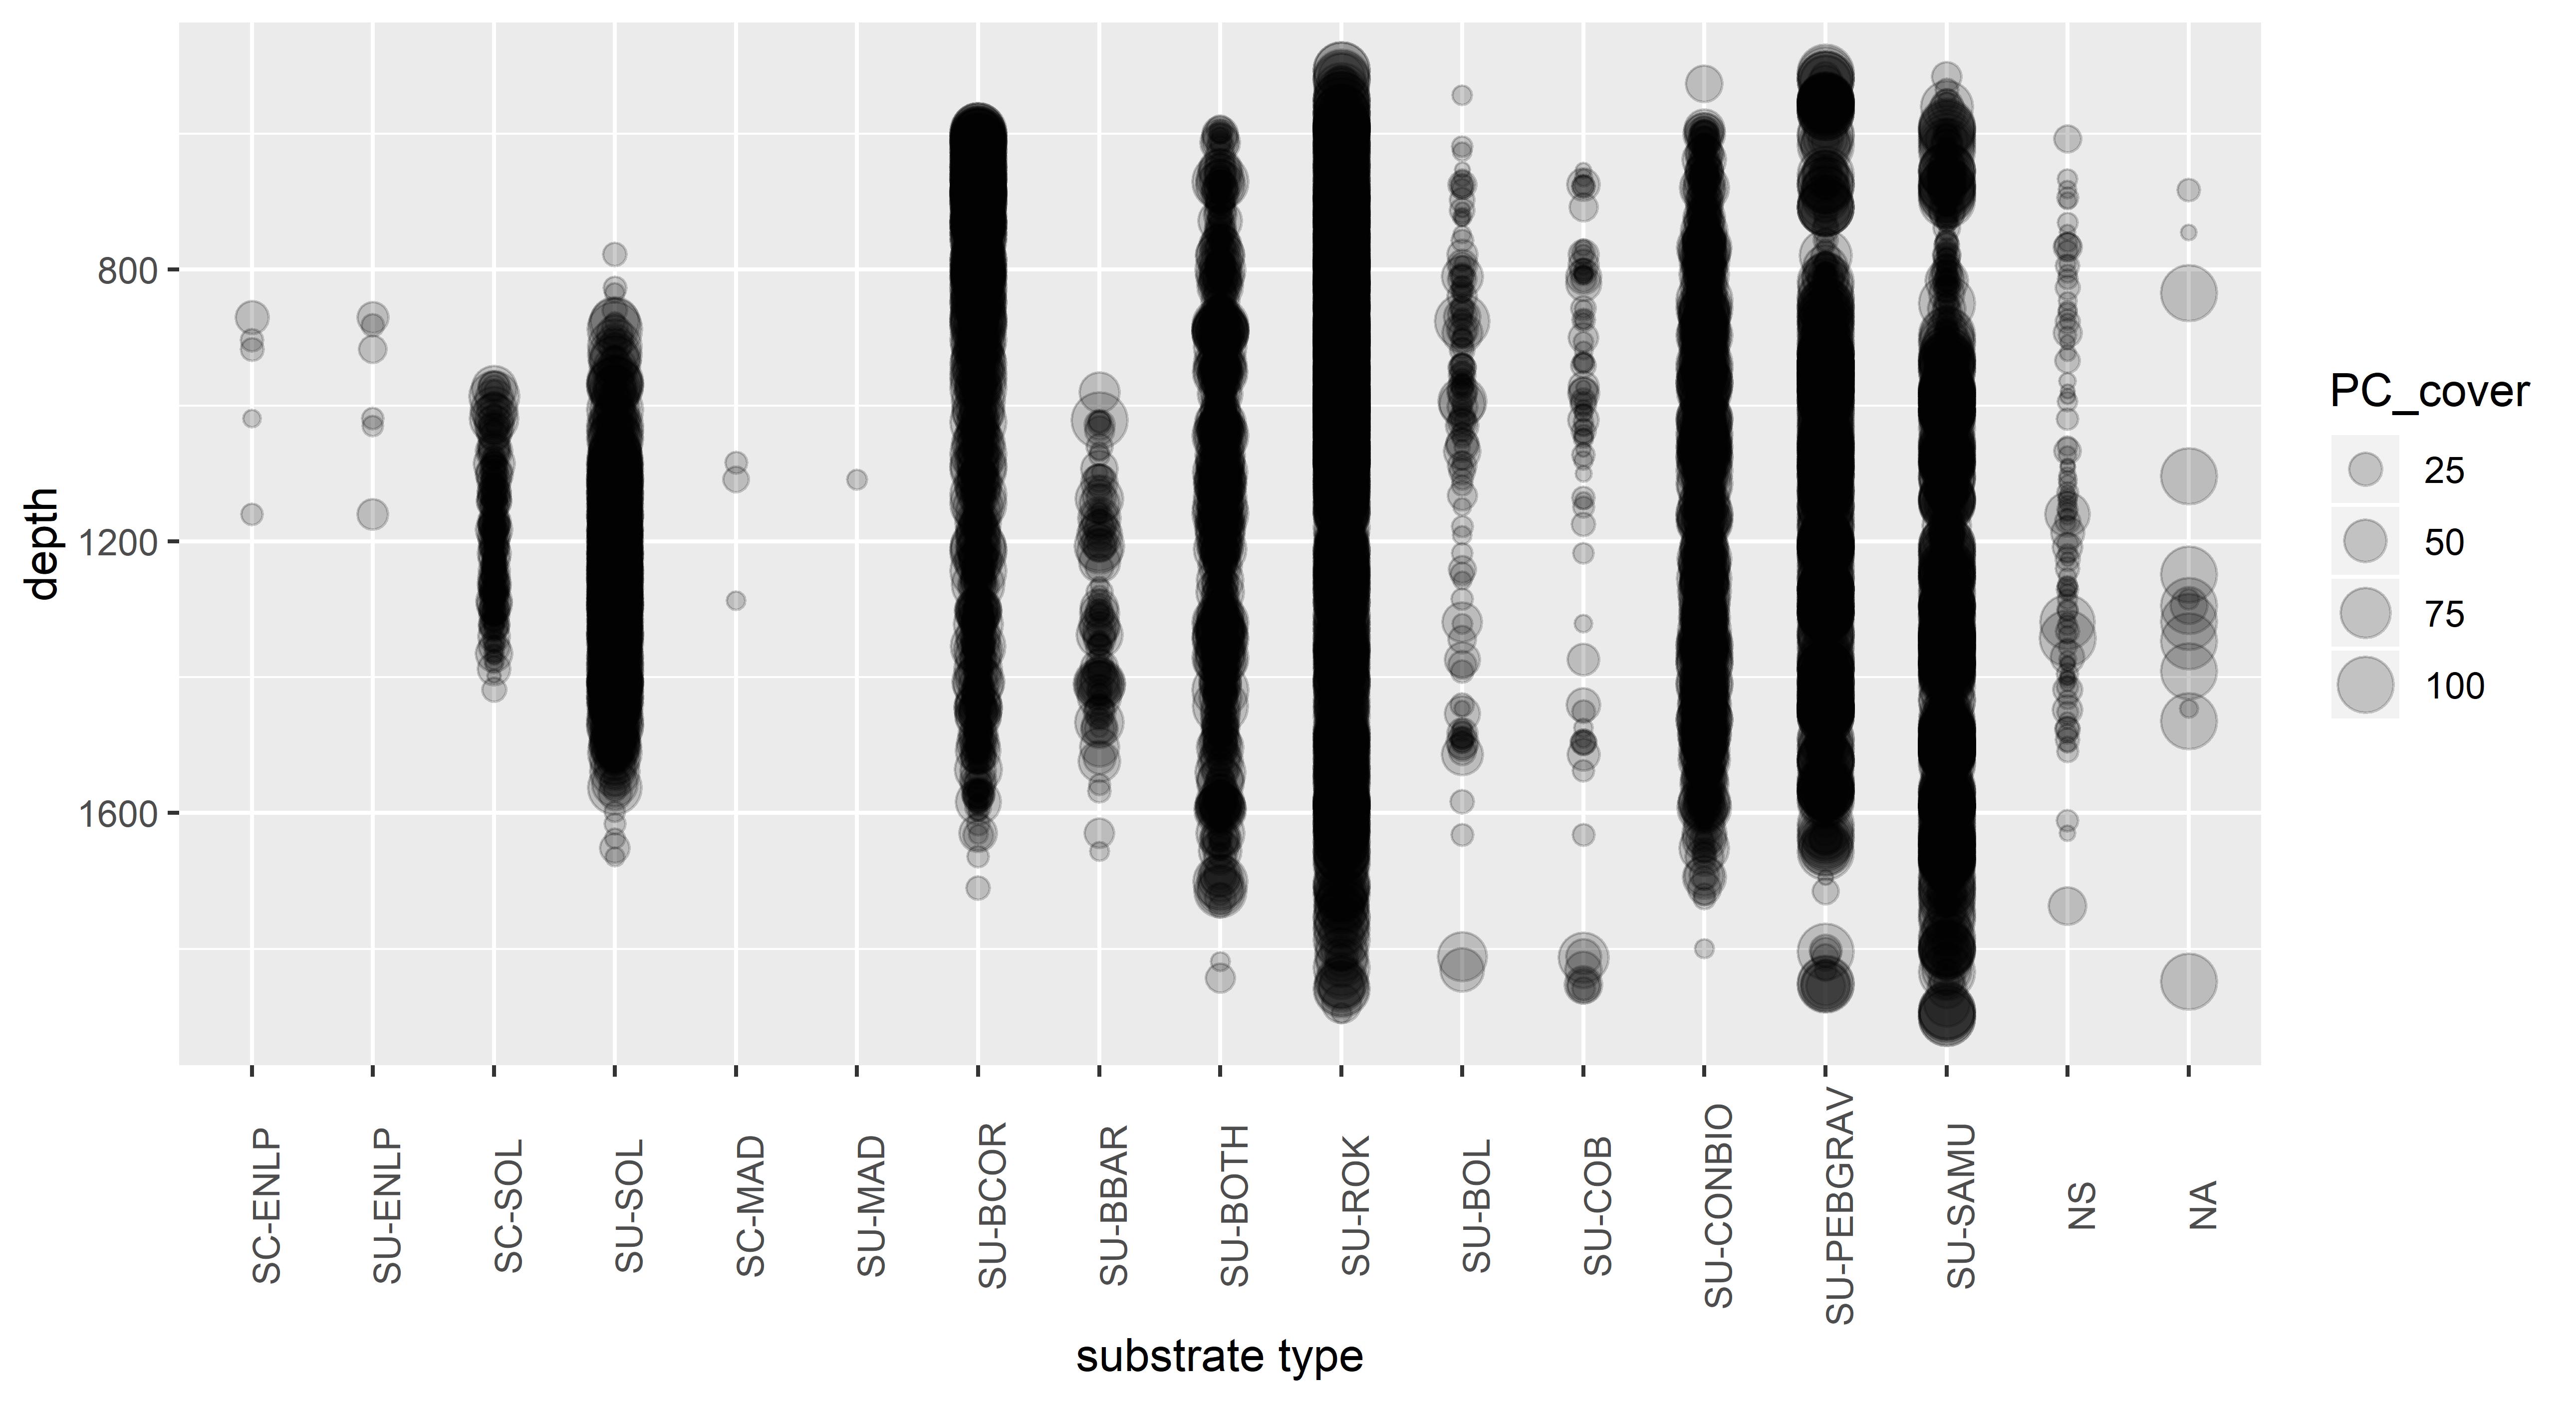 800
1200
1600
depth
SC-ENLP
SU-ENLP
SC-SOL
SU-SOL
SC-MAD
SU-MAD
SU-BCOR
SU-BBAR
SU-BOTH
SU-ROK
SU-BOL
SU-COB
SU-CONBIO
SU-PEBGRAV
SU-SAMU
NS
NA
substrate type
PC_cover
25
50
75
100